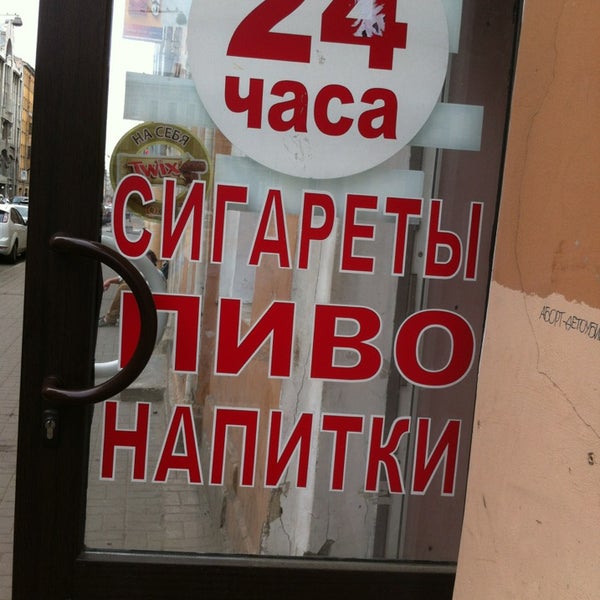 24
часа
НА СЕБЯ
TWIX
СИГАРЕТЫ
ПИВО
НАПИТКИ